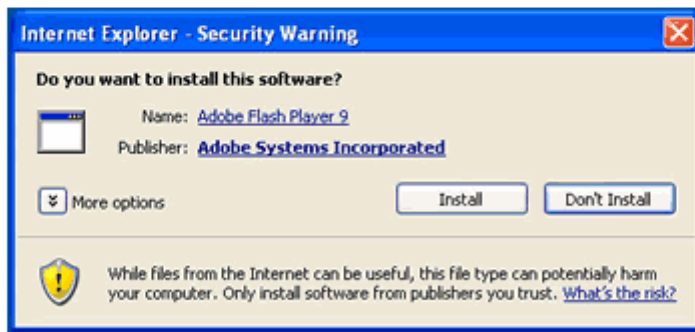 Internet Explorer - Security Warning
Do you want to install this software?
Name: Adobe Flash Player 9
Publisher: Adobe Systems Incorporated
More options
Install
Don't Install
While files from the Internet can be useful, this file type can potentially harm
your computer. Only install software from publishers you trust. What's the risk?